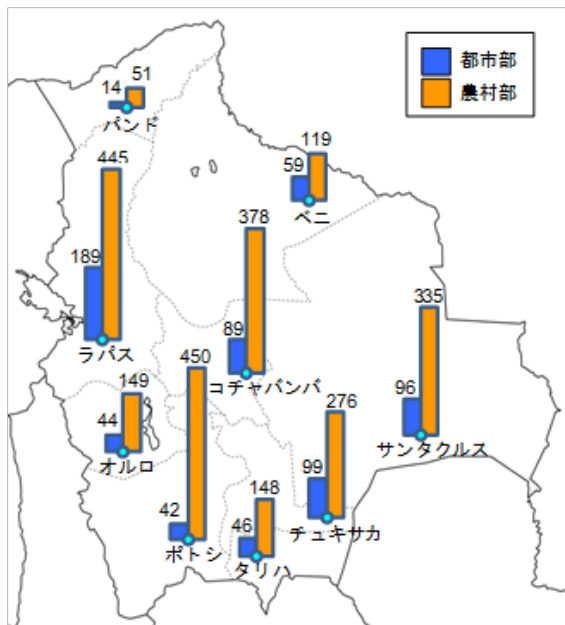 都市部
農村部
14
51
パンド
445
189
ラパス
59
119
ベニ
378
89
コチャバンバ
335
96
サンタクルス
149
44
オルロ
450
42
ポトシ
276
99
チュキサカ
148
46
タリハ